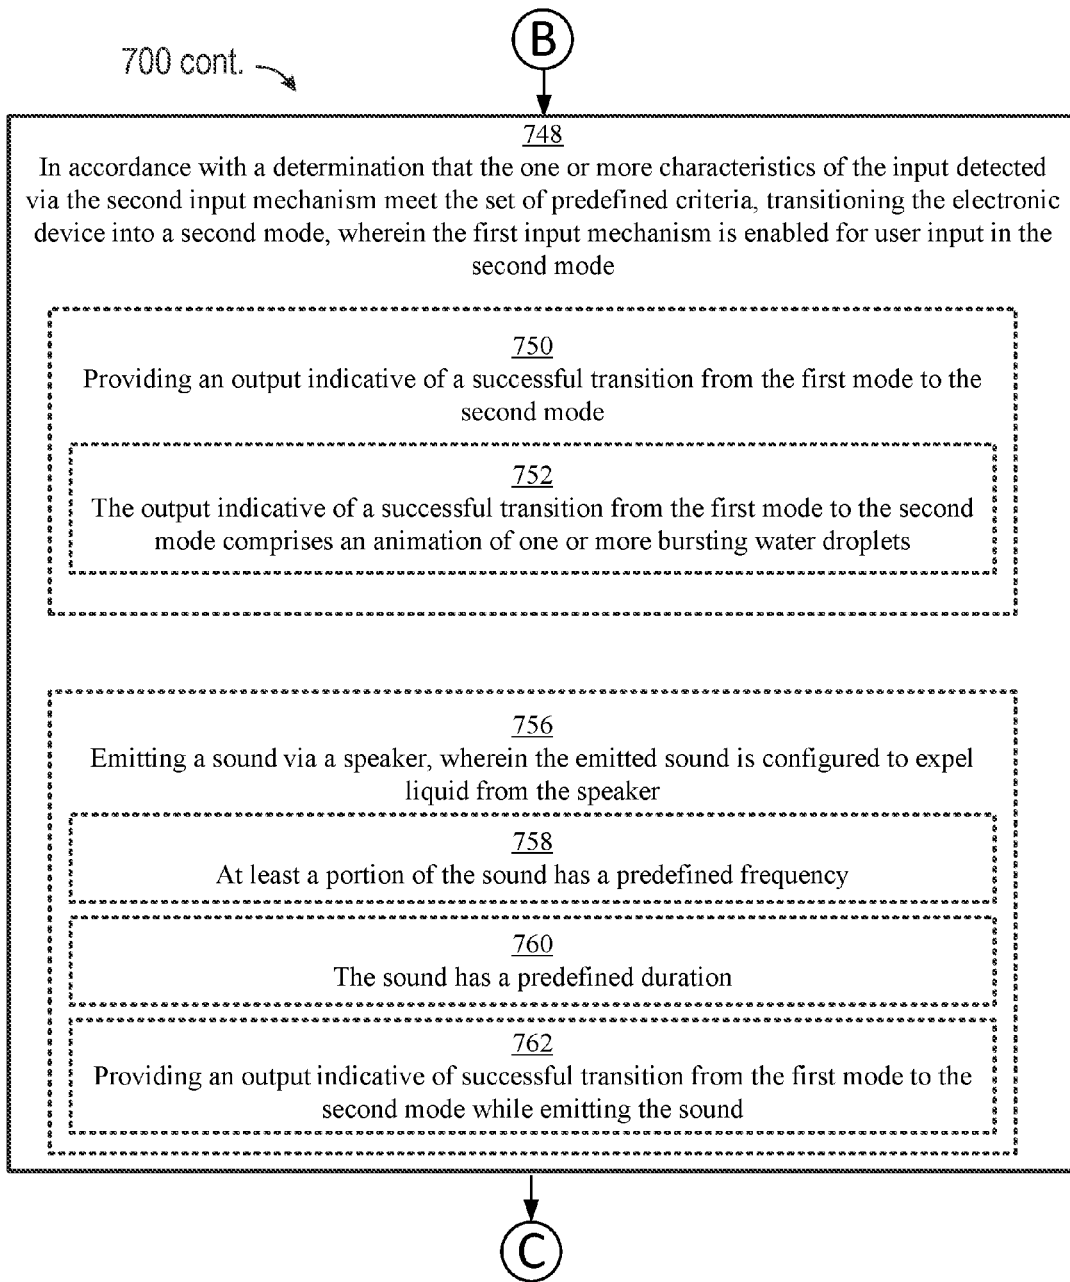 B
700 cont.
748
In accordance with a determination that the one or more characteristics of the input detected
via the second input mechanism meet the set of predefined criteria, transitioning the electronic
device into a second mode, wherein the first input mechanism is enabled for user input in the
second mode
750
Providing an output indicative of a successful transition from the first mode to the
second mode
752
The output indicative of a successful transition from the first mode to the second
mode comprises an animation of one or more bursting water droplets
756
Emitting a sound via a speaker, wherein the emitted sound is configured to expel
liquid from the speaker
758
At least a portion of the sound has a predefined frequency
760
The sound has a predefined duration
762
Providing an output indicative of successful transition from the first mode to the
second mode while emitting the sound
C